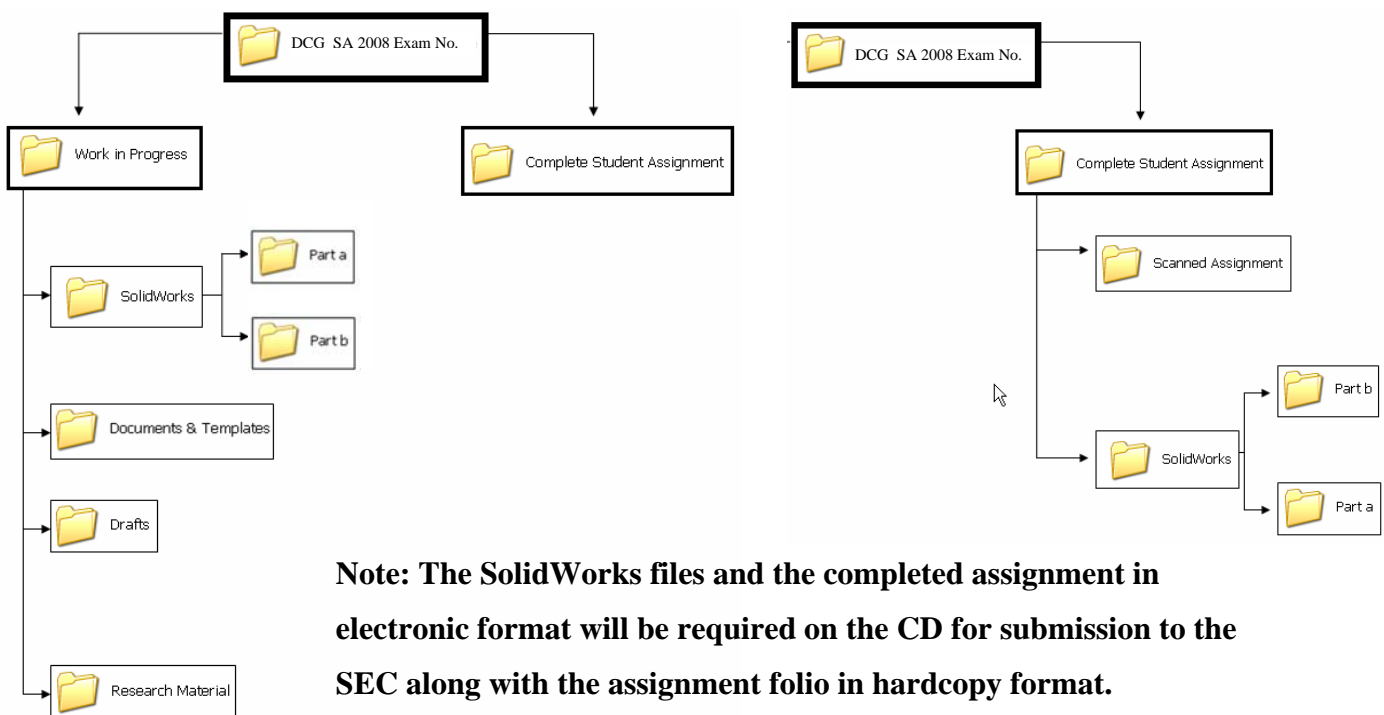 DCG SA 2008 Exam No.
Work in Progress
Complete Student Assignment
SolidWorks
Part a
Part b
Documents & Templates
Drafts
Research Material
DCG SA 2008 Exam No.
Complete Student Assignment
Scanned Assignment
SolidWorks
Part b
Part a
Note: The SolidWorks files and the completed assignment in
electronic format will be required on the CD for submission to the
SEC along with the assignment folio in hardcopy format.